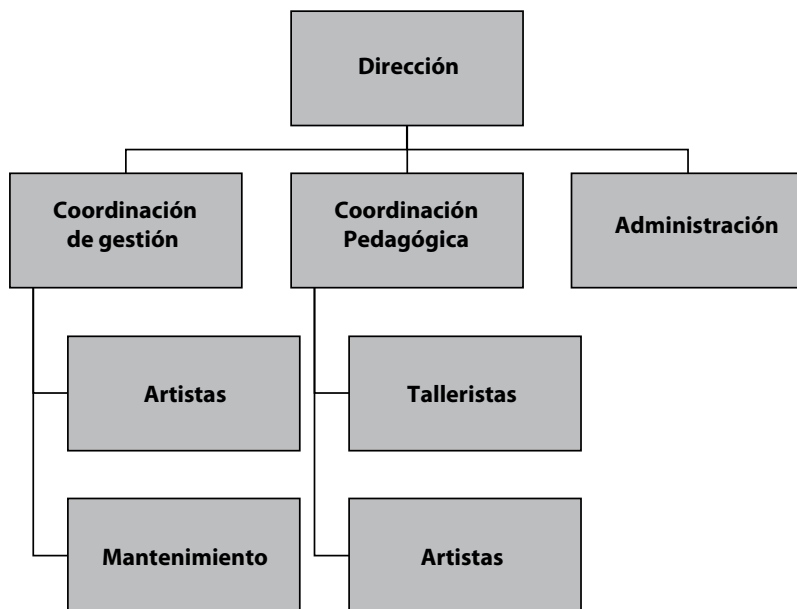 Dirección
Coordinación
de gestión
Coordinación
Pedagógica
Administración
Artistas
Talleristas
Mantenimiento
Artistas